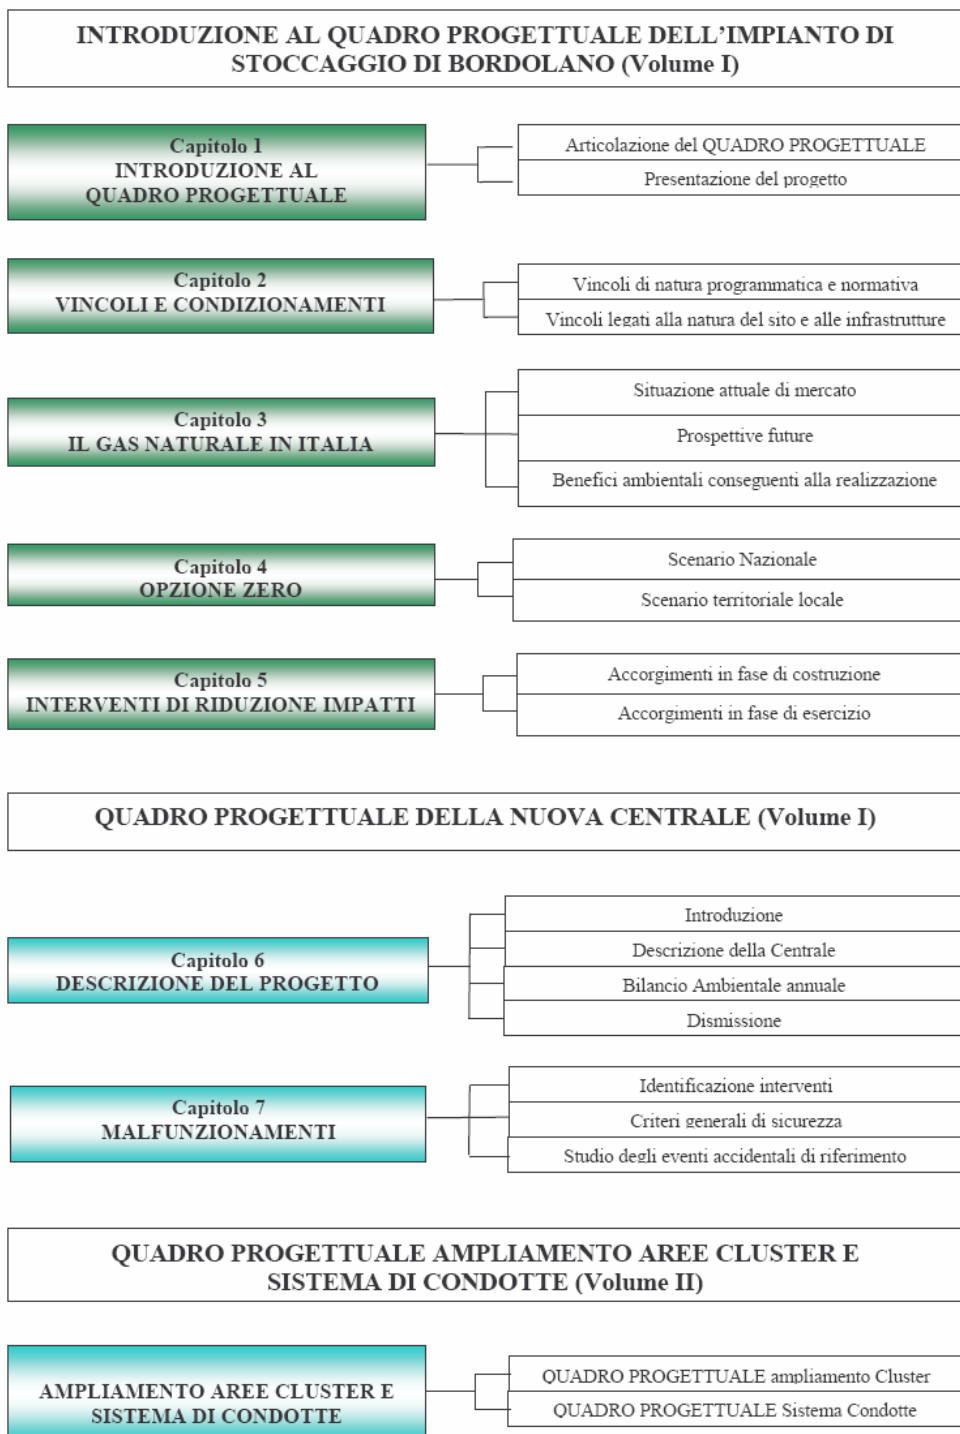 INTRODUZIONE AL QUADRO PROGETTUALE DELL'IMPIANTO DI
STOCCAGGIO DI BORDOLANO (Volume I)
Capitolo 1
INTRODUZIONE AL
QUADRO PROGETTUALE
Articolazione del QUADRO PROGETTUALE
Presentazione del progetto
Capitolo 2
VINCOLI E CONDIZIONAMENTI
Vincoli di natura programmatica e normativa
Vincoli legati alla natura del sito e alle infrastrutture
Capitolo 3
IL GAS NATURALE IN ITALIA
Situazione attuale di mercato
Prospettive future
Benefici ambientali conseguenti alla realizzazione
Capitolo 4
OPZIONE ZERO
Scenario Nazionale
Scenario territoriale locale
Capitolo 5
INTERVENTI DI RIDUZIONE IMPATTI
Accorgimenti in fase di costruzione
Accorgimenti in fase di esercizio
QUADRO PROGETTUALE DELLA NUOVA CENTRALE (Volume I)
Capitolo 6
DESCRIZIONE DEL PROGETTO
Introduzione
Descrizione della Centrale
Bilancio Ambientale annuale
Dismissione
Capitolo 7
MALFUNZIONAMENTI
Identificazione interventi
Criteri generali di sicurezza
Studio degli eventi accidentali di riferimento
QUADRO PROGETTUALE AMPLIAMENTO AREE CLUSTER E
SISTEMA DI CONDOTTE (Volume II)
AMPLIAMENTO AREE CLUSTER E
SISTEMA DI CONDOTTE
QUADRO PROGETTUALE ampliamento Cluster
QUADRO PROGETTUALE Sistema Condotte